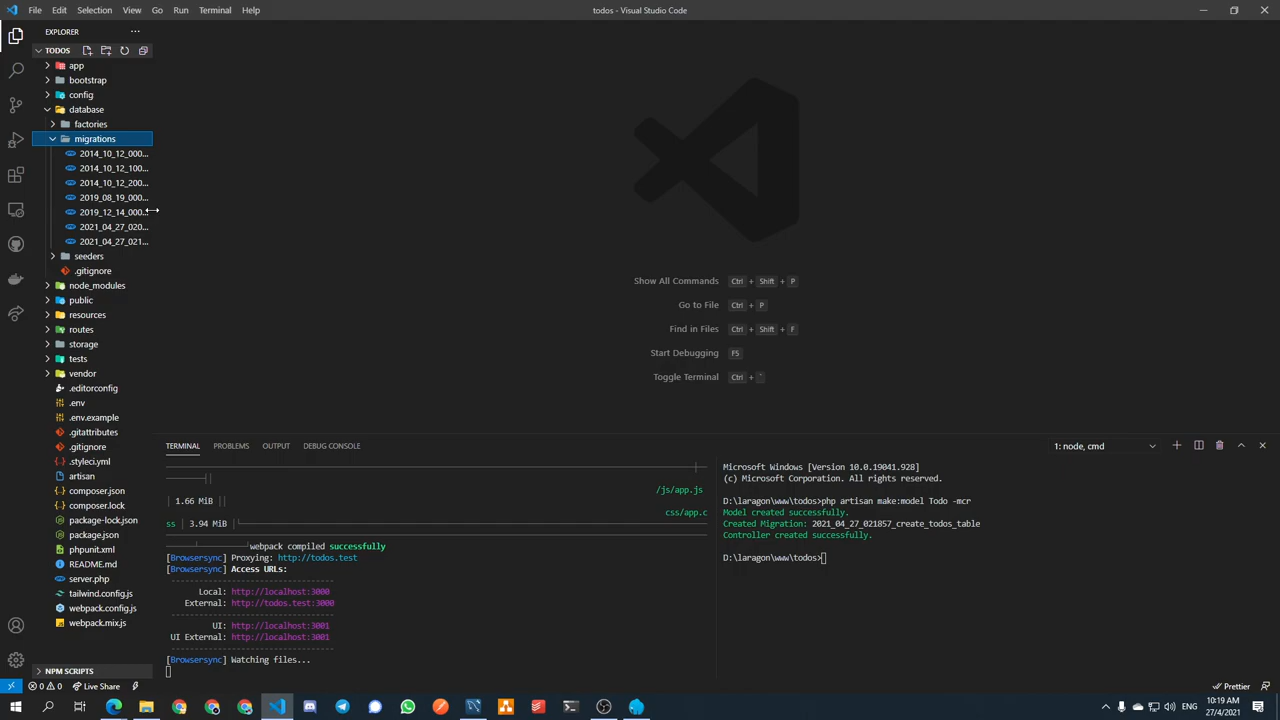 File Edit Selection View Go Run Terminal Help
todos - Visual Studio Code
EXPLORER
TODOS
app
bootstrap
config
database
factories
migrations
2014_10_12_000...
2014_10_12_100...
2014_10_12_200...
2019_08_19_000...
2019_12_14_000...
2021_04_27_020...
2021_04_27_021...
seeders
.gitignore
node_modules
public
resources
routes
storage
tests
vendor
.editorconfig
.env
.env.example
.gitattributes
.gitignore
.styleci.yml
artisan
composer.json
composer.lock
package-lock.json
package.json
phpunit.xml
README.md
server.php
tailwind.config.js
webpack.config.js
webpack.mix.js
NPM SCRIPTS
Show All Commands Ctrl + Shift + P
Go to File Ctrl + P
Find in Files Ctrl + Shift + F
Start Debugging F5
Toggle Terminal Ctrl + `
TERMINAL PROBLEMS OUTPUT DEBUG CONSOLE
1: node, cmd
/js/app.js
| 1.66 MiB
css/app.c
ss | 3.94 MiB
webpack compiled successfully
[Browsersync] Proxying: http://todos.test
[Browsersync] Access URLs:
Local: http://localhost:3000
External: http://todos.test:3000
UI: http://localhost:3001
UI External: http://localhost:3001
[Browsersync] Watching files...
Microsoft Windows [Version 10.0.19041.928]
(c) Microsoft Corporation. All rights reserved.
D:\laragon\www\todos>php artisan make:model Todo -mcr
Model created successfully.
Created Migration: 2021_04_27_021857_create_todos_table
Controller created successfully.
D:\laragon\www\todos>
0 0 Live Share
Prettier
ENG
10:19 AM
27/4/2021